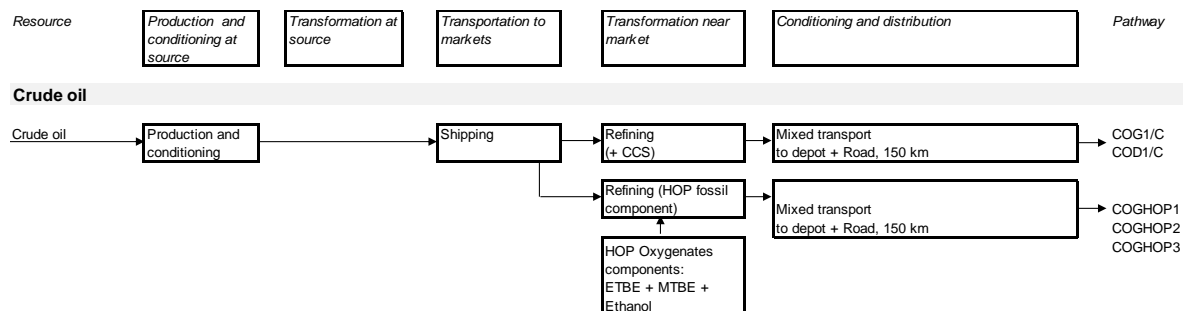 Resource
Production and
conditioning at
source
Transformation at
source
Transportation to
markets
Transformation near
market
Conditioning and distribution
Pathway
Crude oil
Crude oil
Production and
conditioning
Shipping
Refining
(+ CCS)
Mixed transport
to depot + Road, 150 km
COG1/C
COD1/C
Refining (HOP fossil
component)
Mixed transport
to depot + Road, 150 km
COGHOP1
COGHOP2
COGHOP3
HOP Oxygenates
components:
ETBE + MTBE +
Ethanol